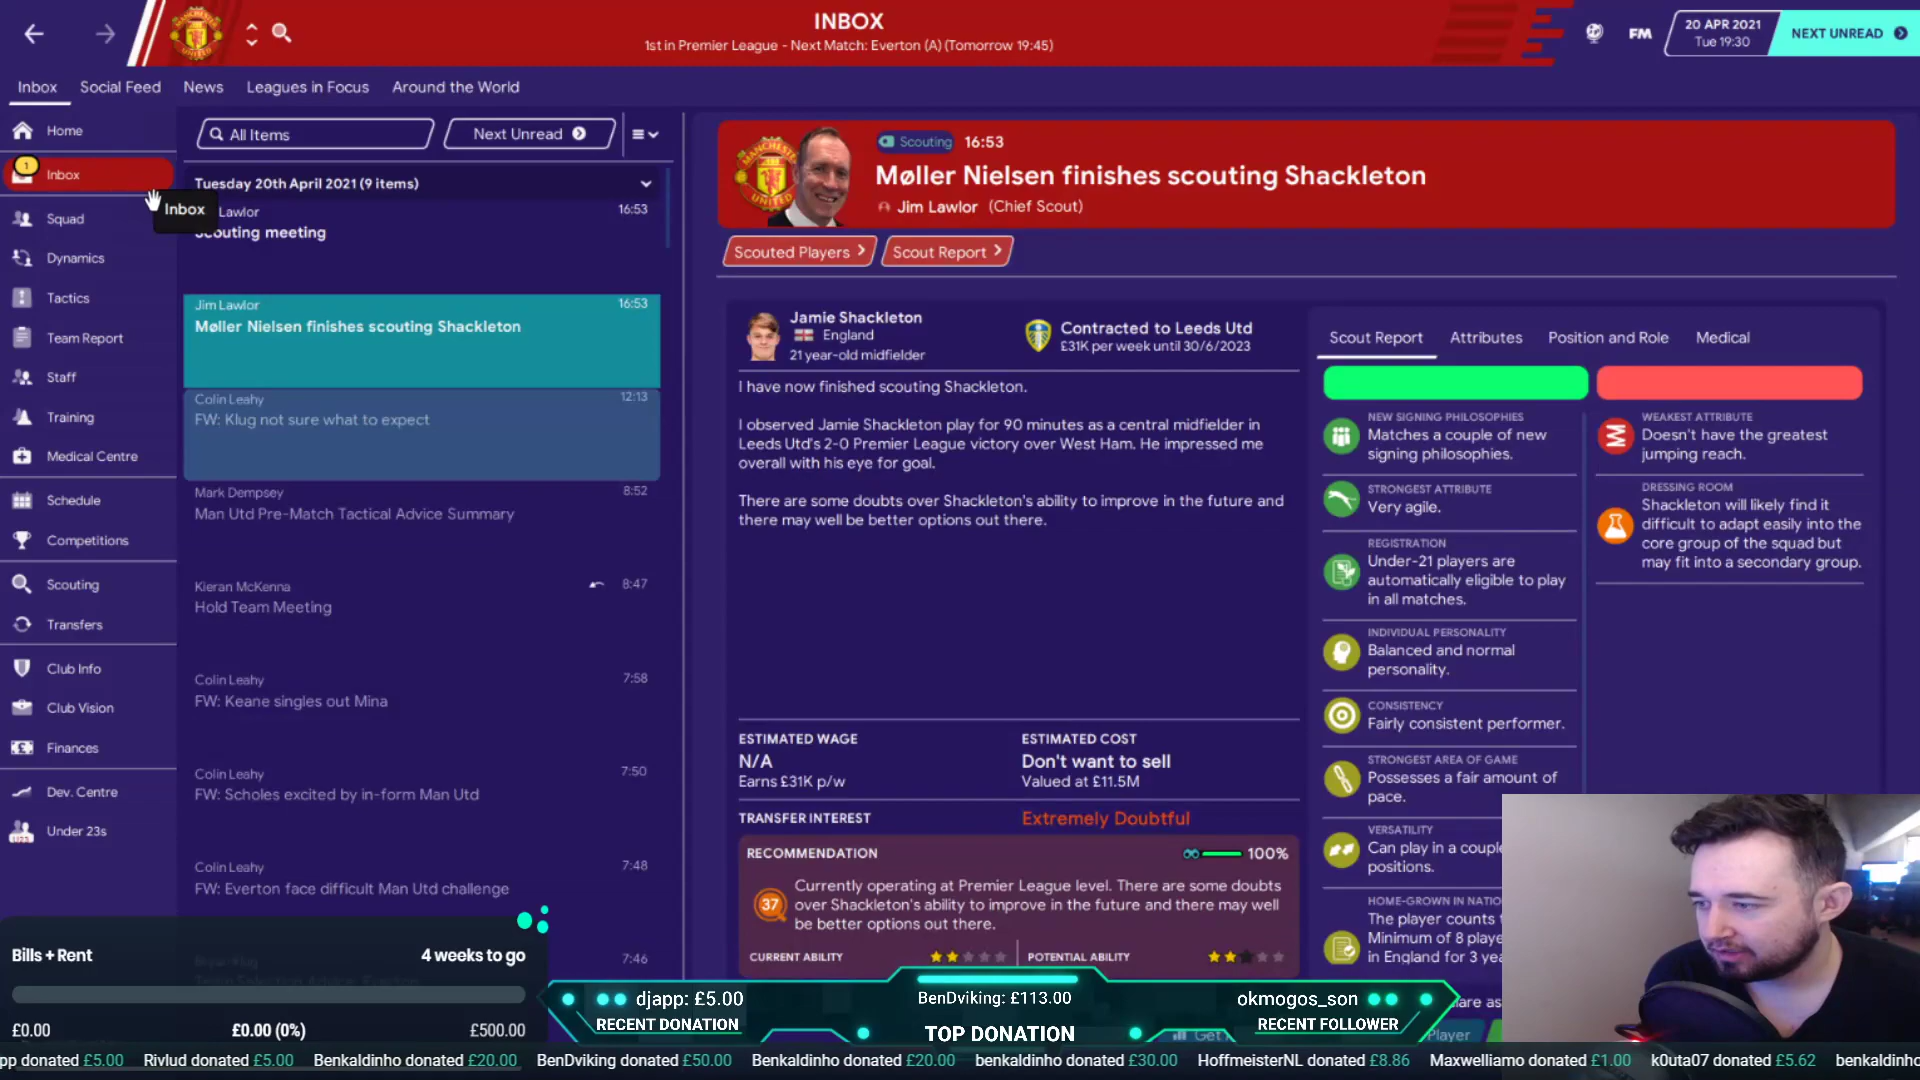 INBOX
1st in Premier League - Next Match: Everton (A) (Tomorrow 19:45)
FM
20 APR 2021
Tue 19:30
NEXT UNREAD
Inbox
Social Feed
News
Leagues in Focus
Around the World
Home
1
Inbox
Inbox
Squad
Dynamics
Tactics
Team Report
Staff
Training
Medical Centre
Schedule
Competitions
Scouting
Transfers
Club Info
Club Vision
Finances
Dev. Centre
Under 23s
All Items
Next Unread
Tuesday 20th April 2021 (9 items)
Lawlor 16:53
Scouting meeting
Jim Lawlor 16:53
Møller Nielsen finishes scouting Shackleton
Colin Leahy 12:13
FW: Klug not sure what to expect
Mark Dempsey 8:52
Man Utd Pre-Match Tactical Advice Summary
Kieran McKenna 8:47
Hold Team Meeting
Colin Leahy 7:58
FW: Keane singles out Mina
Colin Leahy 7:50
FW: Scholes excited by in-form Man Utd
Colin Leahy 7:48
FW: Everton face difficult Man Utd challenge
7:46
Scouting 16:53
Møller Nielsen finishes scouting Shackleton
Jim Lawlor (Chief Scout)
Scouted Players
Scout Report
Jamie Shackleton
England
21 year-old midfielder
Contracted to Leeds Utd
£31K per week until 30/6/2023
I have now finished scouting Shackleton.
I observed Jamie Shackleton play for 90 minutes as a central midfielder in
Leeds Utd's 2-0 Premier League victory over West Ham. He impressed me
overall with his eye for goal.
There are some doubts over Shackleton's ability to improve in the future and
there may well be better options out there.
ESTIMATED WAGE
N/A
Earns £31K p/w
ESTIMATED COST
Don't want to sell
Valued at £11.5M
TRANSFER INTEREST
Extremely Doubtful
RECOMMENDATION
100%
37
Currently operating at Premier League level. There are some doubts
over Shackleton's ability to improve in the future and there may well
be better options out there.
CURRENT ABILITY
POTENTIAL ABILITY
Scout Report
Attributes
Position and Role
Medical
NEW SIGNING PHILOSOPHIES
Matches a couple of new
signing philosophies.
STRONGEST ATTRIBUTE
Very agile.
REGISTRATION
Under-21 players are
automatically eligible to play
in all matches.
INDIVIDUAL PERSONALITY
Balanced and normal
personality.
CONSISTENCY
Fairly consistent performer.
STRONGEST AREA OF GAME
Possesses a fair amount of
pace.
VERSATILITY
Can play in a couple
positions.
HOME-GROWN IN NATIO
The player counts
Minimum of 8 playe
in England for 3 yea
WEAKEST ATTRIBUTE
Doesn't have the greatest
jumping reach.
DRESSING ROOM
Shackleton will likely find it
difficult to adapt easily into the
core group of the squad but
may fit into a secondary group.
Bills + Rent
4 weeks to go
£0.00
£0.00 (0%)
£500.00
djapp: £5.00
RECENT DONATION
BenDviking: £113.00
TOP DONATION
okmogos_son
RECENT FOLLOWER
pp donated £5.00 Rivlud donated £5.00 Benkaldinho donated £20.00 BenDviking donated £50.00 Benkaldinho donated £20.00 benkaldinho donated £30.00 HoffmeisterNL donated £8.86 Maxwelliamo donated £1.00 k0uta07 donated £5.62 benkaldinho